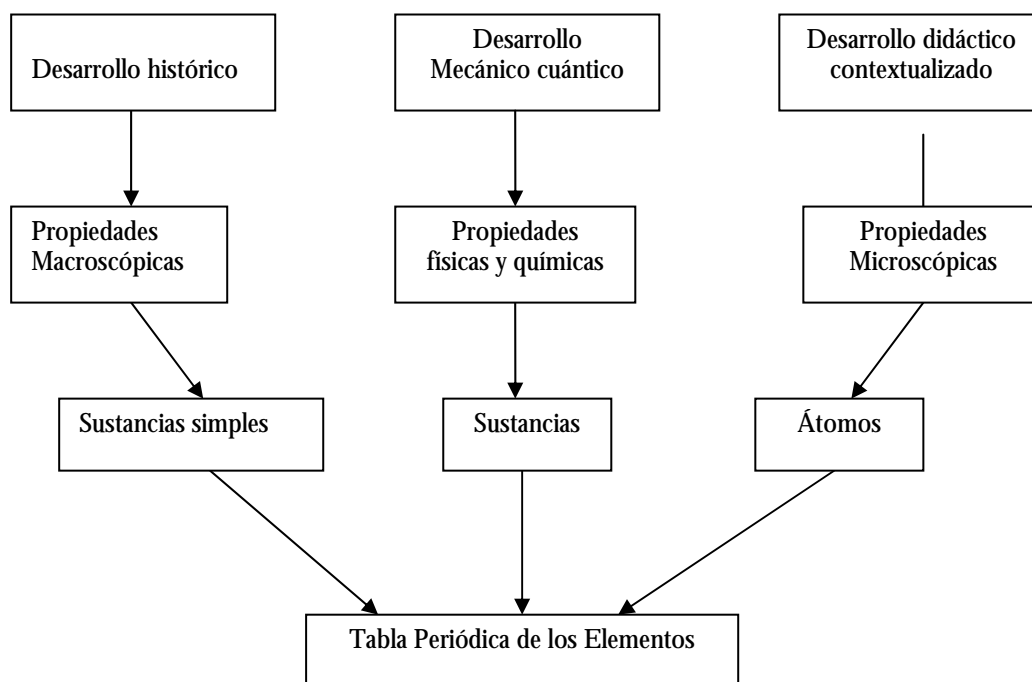 Desarrollo histórico
Desarrollo
Mecánico cuántico
Desarrollo didáctico
contextualizado
Propiedades
Macroscópicas
Propiedades
físicas y químicas
Propiedades
Microscópicas
Sustancias simples
Sustancias
Átomos
Tabla Periódica de los Elementos